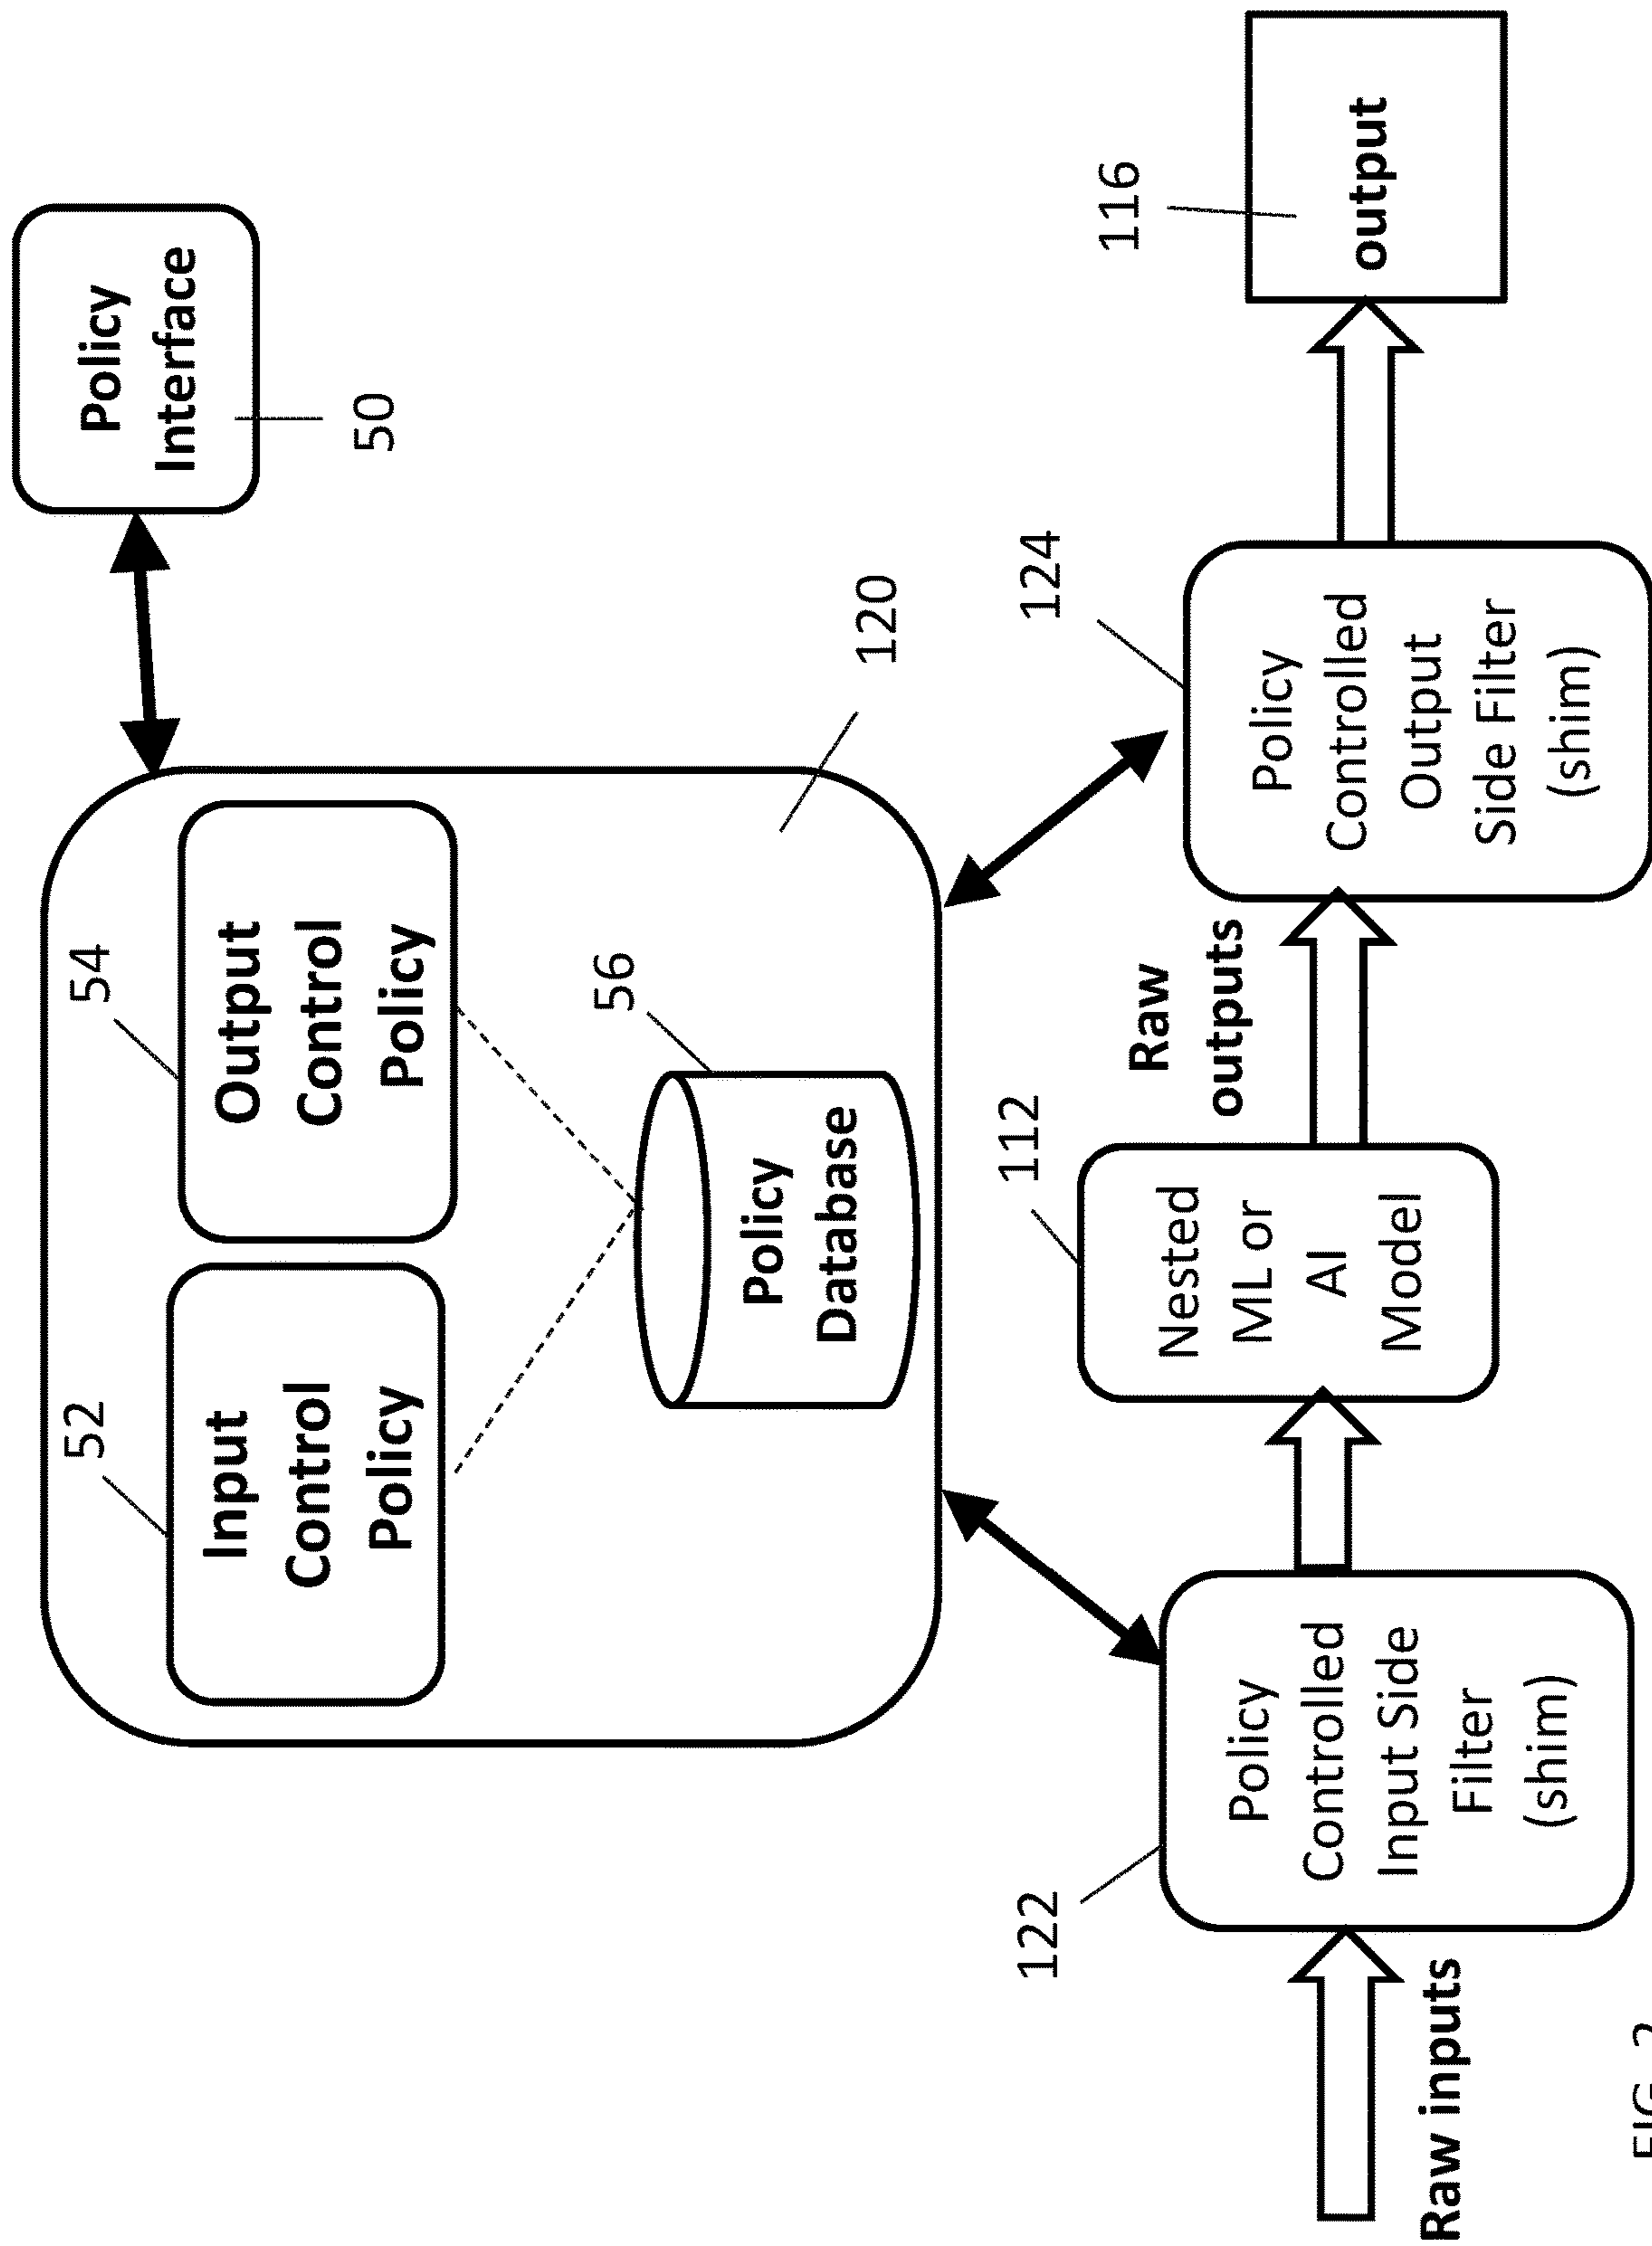 Policy
Interface
50
120
52
Input
Control
Policy
54
Output
Control
Policy
56
Policy
Database
Raw inputs
122
Policy
Controlled
Input Side
Filter
(shim)
112
Nested
ML or
AI
Model
Raw
outputs
124
Policy
Controlled
Output
Side Filter
(shim)
116
output
FIG. 2